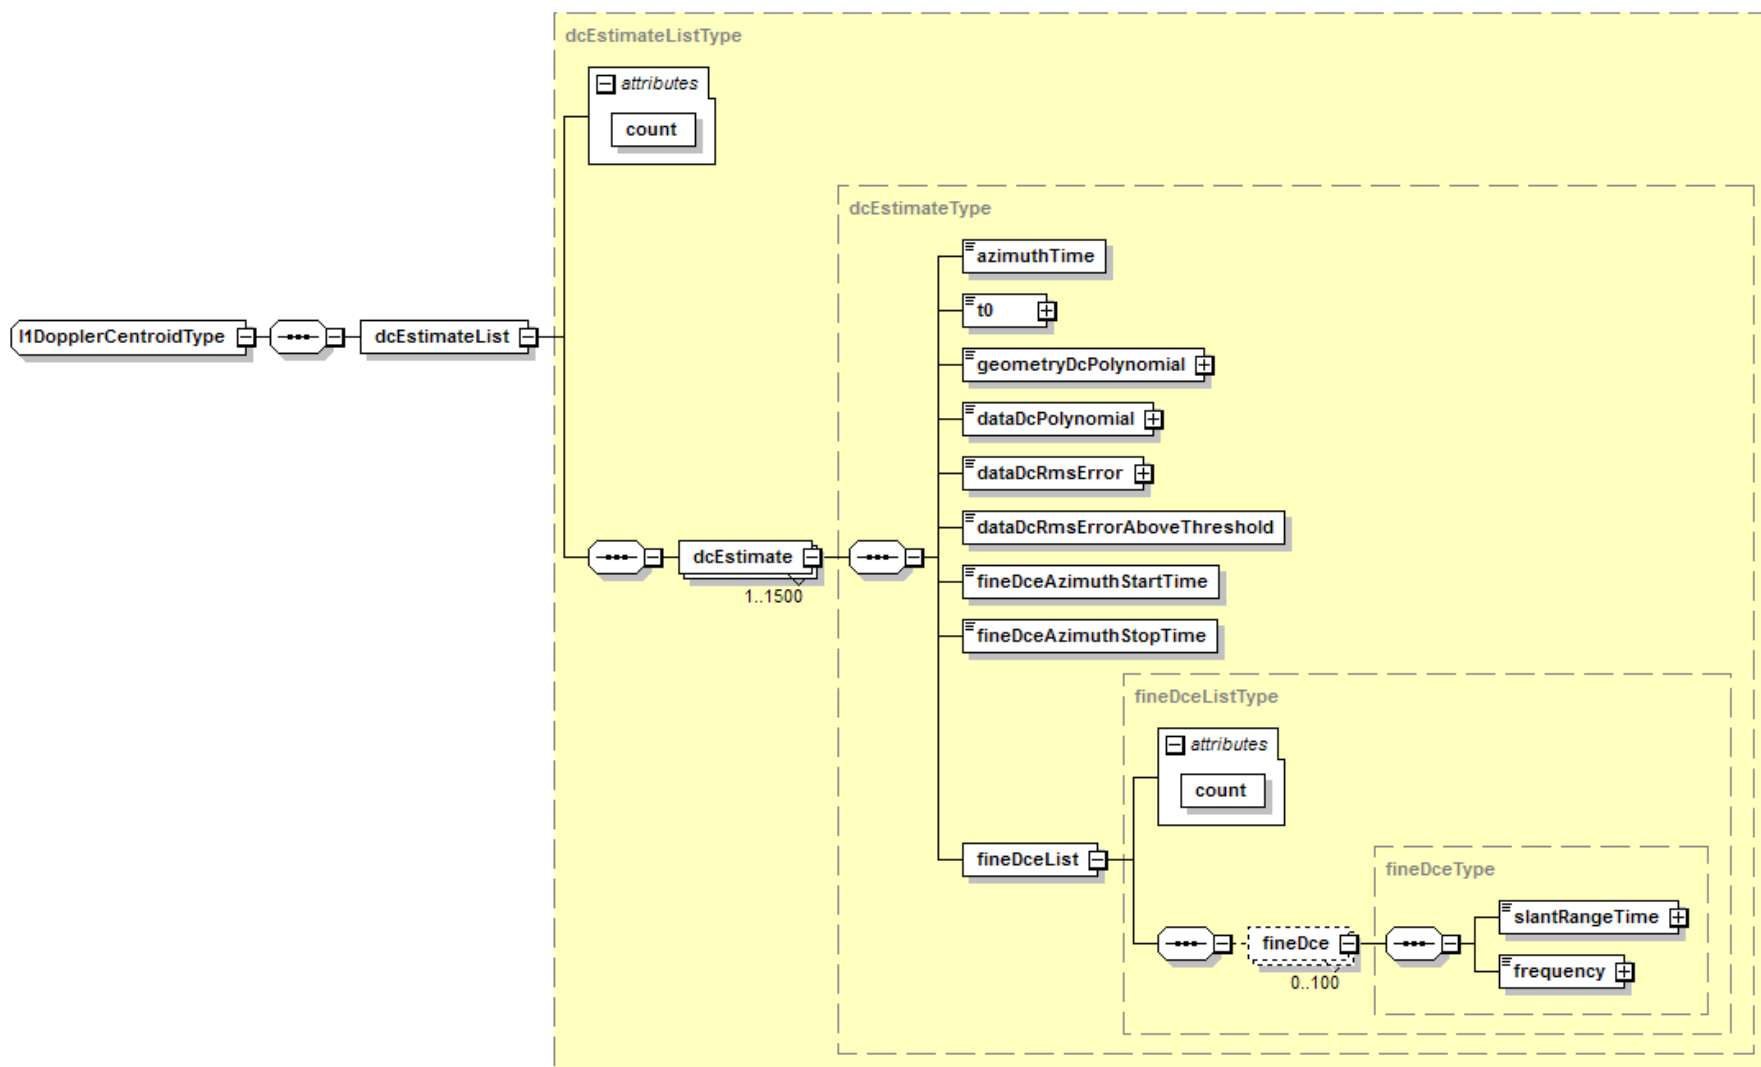 dcEstimateListType
attributes
count
dcEstimateType
azimuthTime
t0
l1DopplerCentroidType
dcEstimateList
geometryDcPolynomial
dataDcPolynomial
dataDcRmsError
dataDcRmsErrorAboveThreshold
dcEstimate
1..1500
fineDceAzimuthStartTime
fineDceAzimuthStopTime
fineDceListType
attributes
count
fineDceList
fineDceType
slantRangeTime
fineDce
0..100
frequency